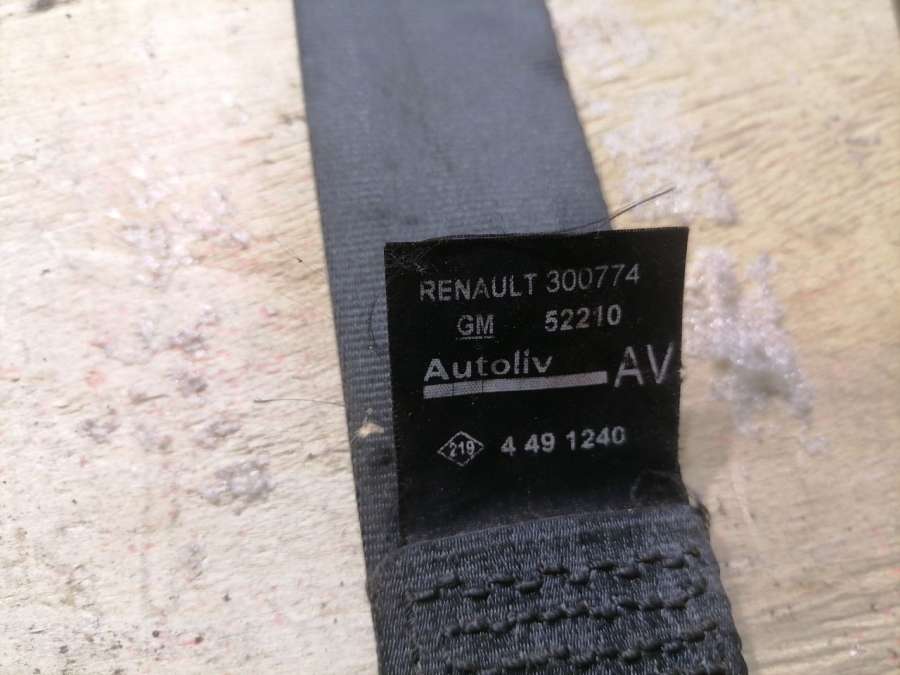 RENAULT 300774
GM 52210
Autoliv AV
219 4 49 1240